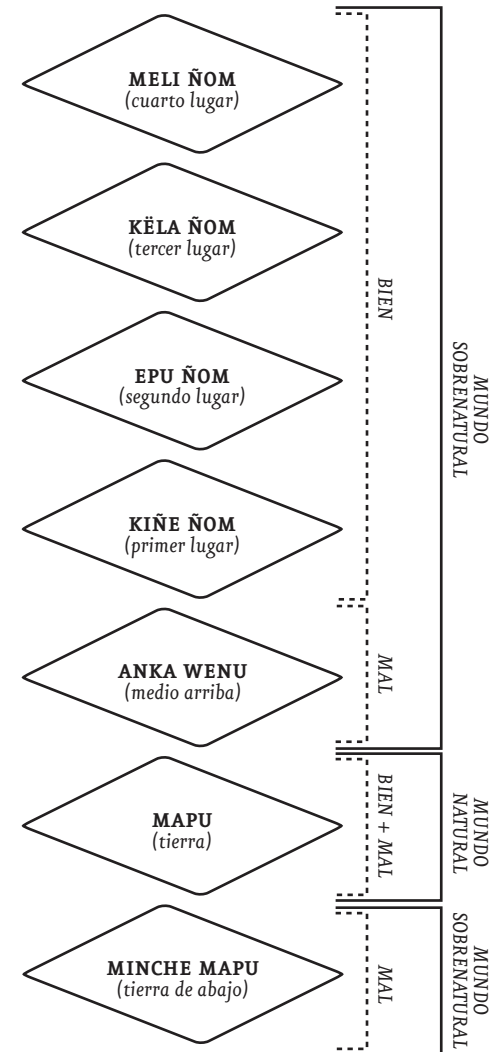 MELI ÑOM
(cuarto lugar)
KËLA ÑOM
(tercer lugar)
EPU ÑOM
(segundo lugar)
KIÑE ÑOM
(primer lugar)
BIEN
ANKA WENU
(medio arriba)
MAL
MUNDO
SOBRENATURAL
MAPU
(tierra)
BIEN + MAL
MUNDO
NATURAL
MINCHE MAPU
(tierra de abajo)
MAL
MUNDO
SOBRENATURAL